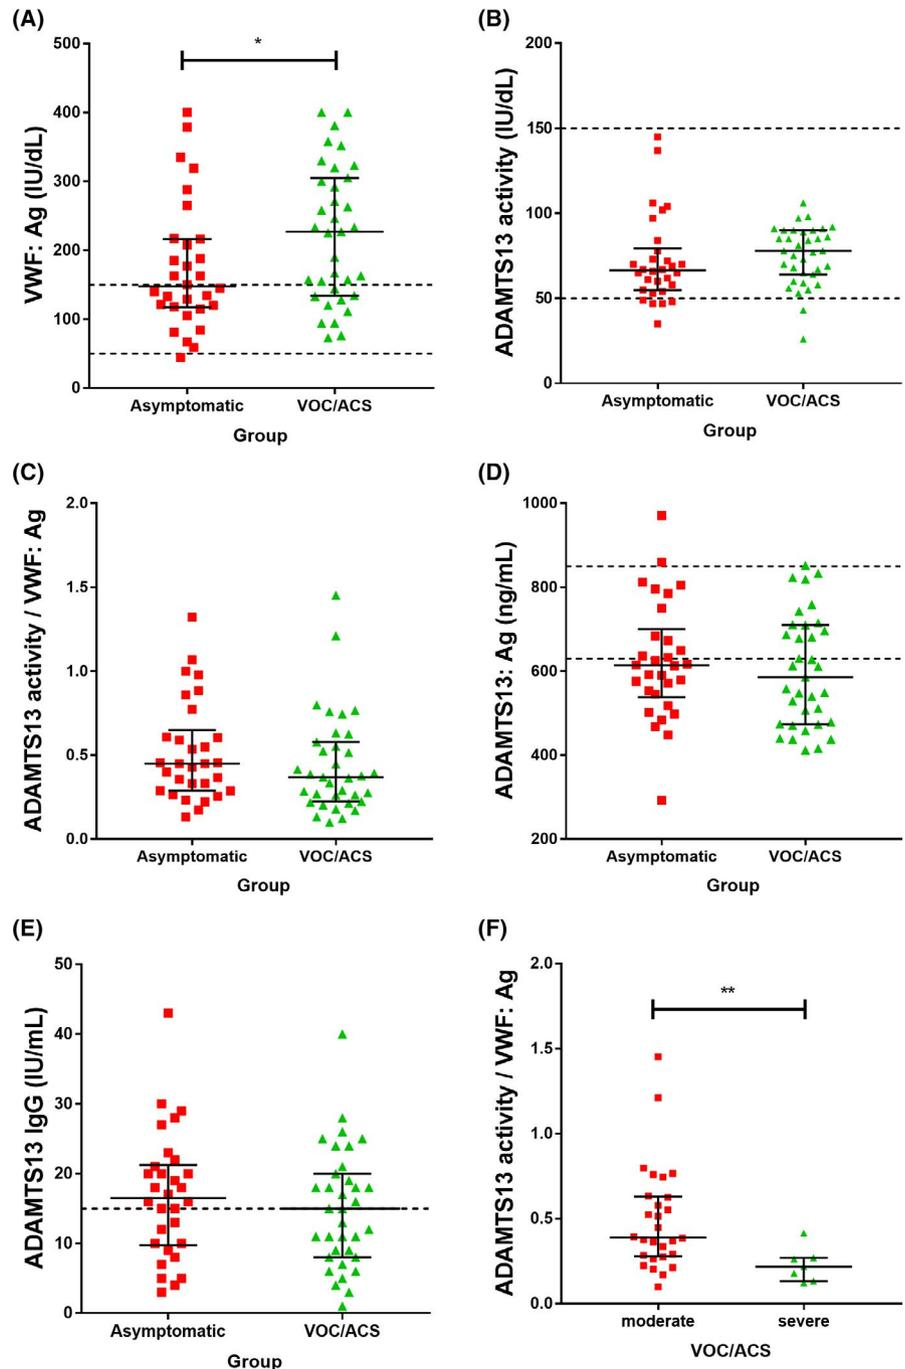 (A)
VWF: Ag (IU/dL)
500
400
300
200
100
0
*
Asymptomatic
VOC/ACS
Group
(B)
ADAMTS13 activity (IU/dL)
200
150
100
50
0
Asymptomatic
VOC/ACS
Group
(C)
ADAMTS13 activity / VWF: Ag
2.0
1.5
1.0
0.5
0.0
Asymptomatic
VOC/ACS
Group
(D)
ADAMTS13: Ag (ng/mL)
1000
800
600
400
200
Asymptomatic
VOC/ACS
Group
(E)
ADAMTS13 IgG (IU/mL)
50
40
30
20
10
0
Asymptomatic
VOC/ACS
Group
(F)
ADAMTS13 activity / VWF: Ag
2.0
1.5
1.0
0.5
0.0
**
moderate
severe
VOC/ACS